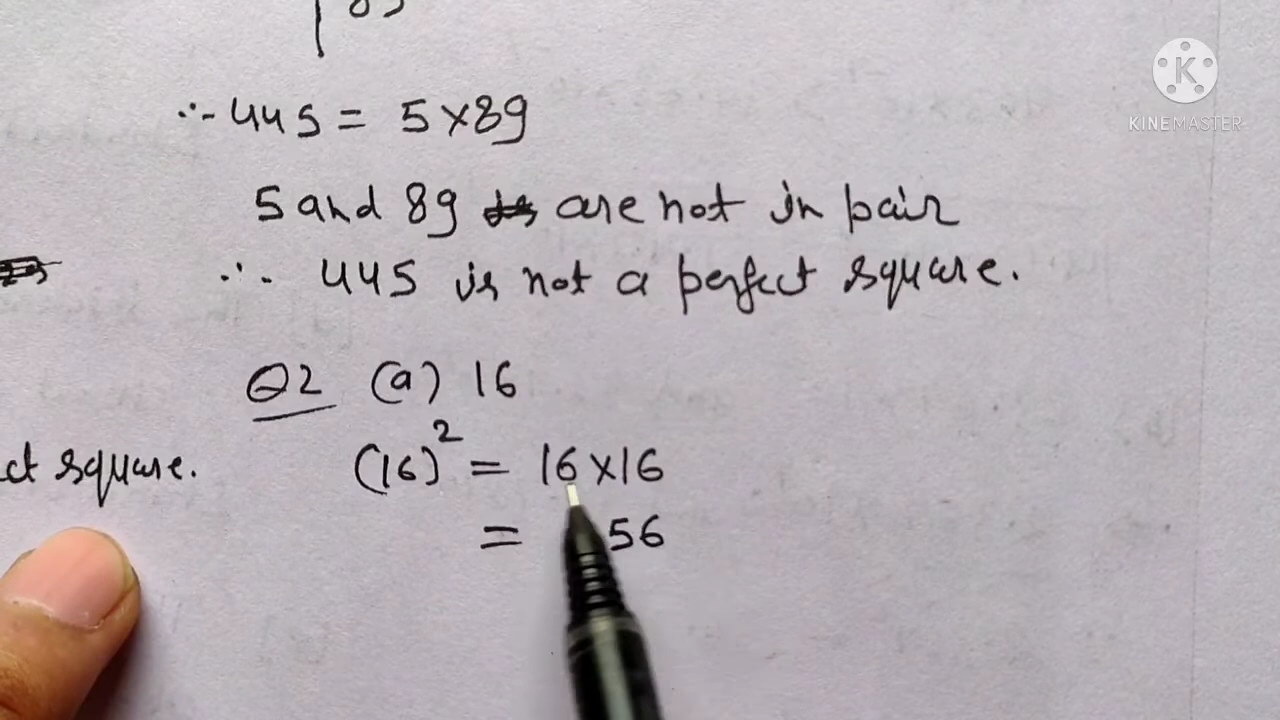 ∴ 445 = 5×89
5 and 89 are not in pair
∴ 445 is not a perfect square.
Q2 (a) 16
ct square.
(16)² = 16×16
= 56
KINEMASTER